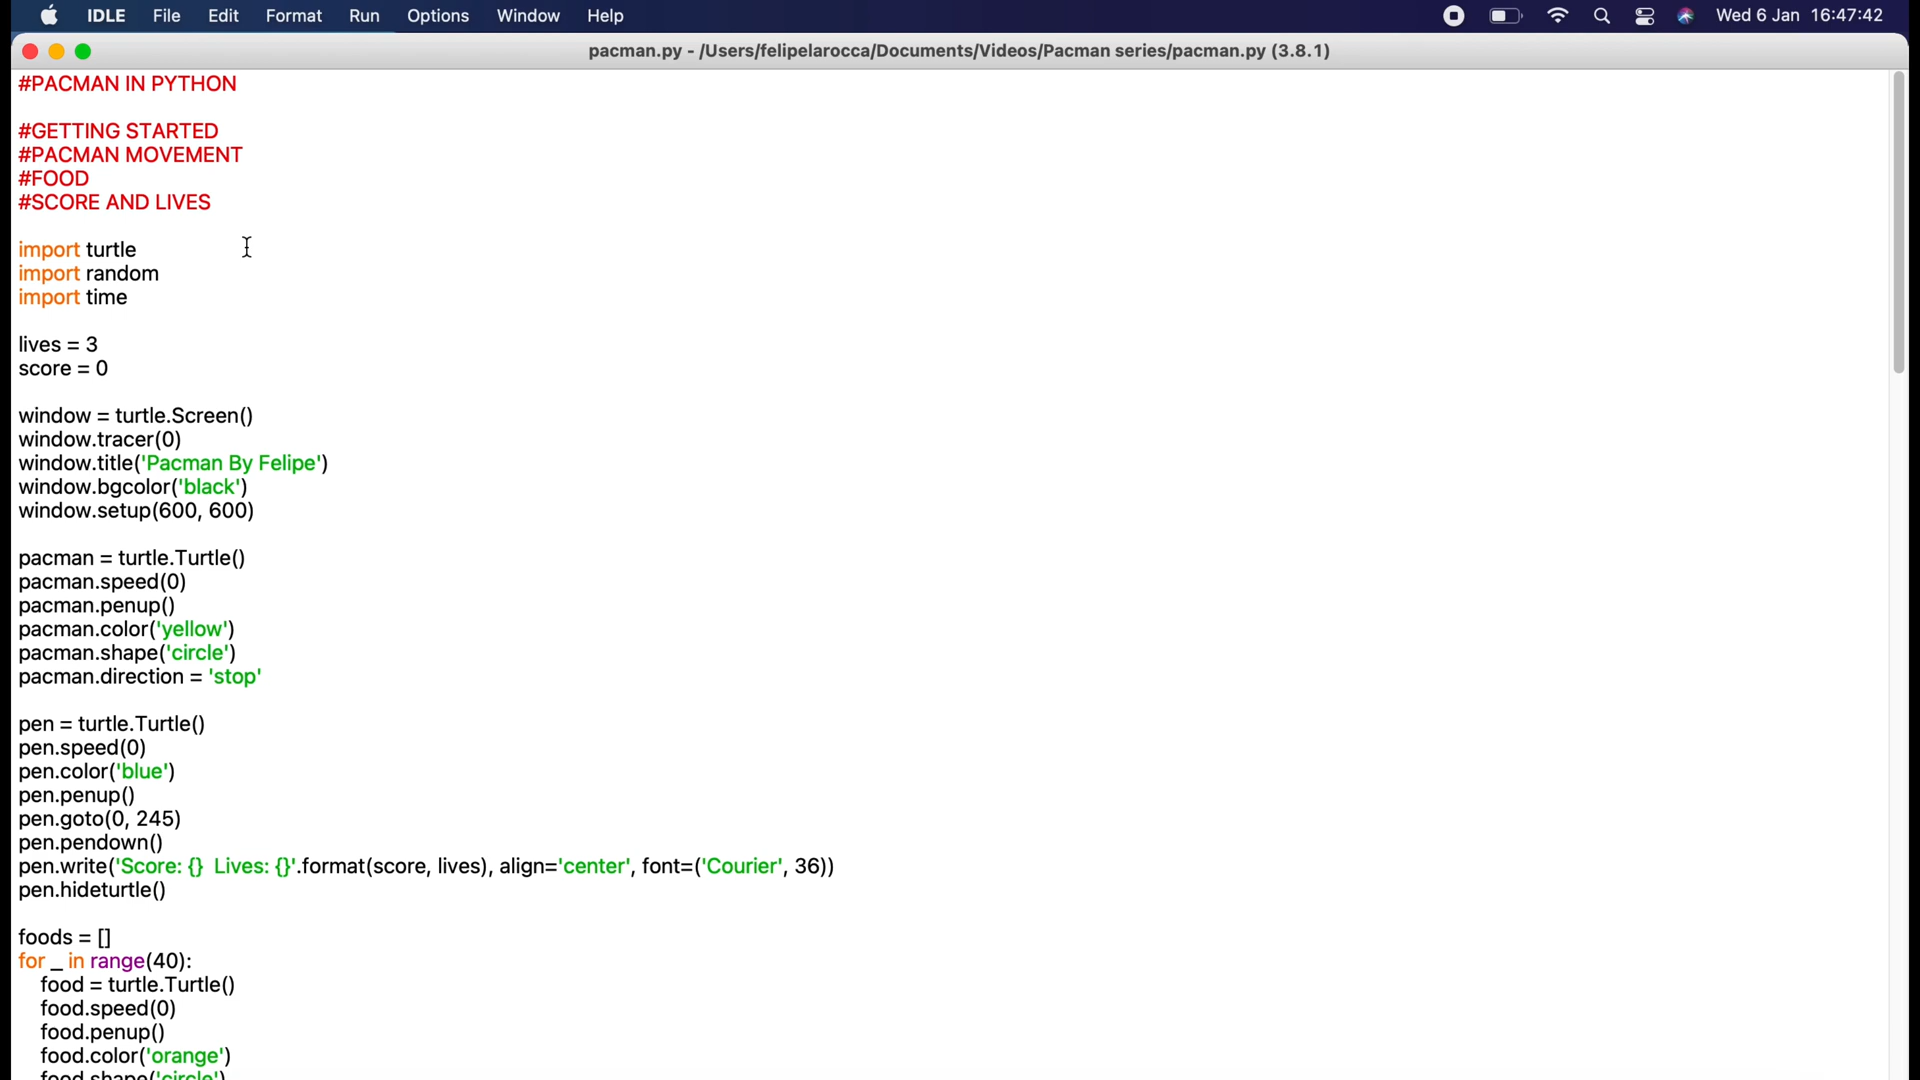 IDLE File Edit Format Run Options Window Help Wed 6 Jan 16:47:42
pacman.py - /Users/felipelarocca/Documents/Videos/Pacman series/pacman.py (3.8.1)
#PACMAN IN PYTHON
#GETTING STARTED
#PACMAN MOVEMENT
#FOOD
#SCORE AND LIVES
import turtle
import random
import time
lives = 3
score = 0
window = turtle.Screen()
window.tracer(0)
window.title('Pacman By Felipe')
window.bgcolor('black')
window.setup(600, 600)
pacman = turtle.Turtle()
pacman.speed(0)
pacman.penup()
pacman.color('yellow')
pacman.shape('circle')
pacman.direction = 'stop'
pen = turtle.Turtle()
pen.speed(0)
pen.color('blue')
pen.penup()
pen.goto(0, 245)
pen.pendown()
pen.write('Score: {}  Lives: {}'.format(score, lives), align='center', font=('Courier', 36))
pen.hideturtle()
foods = []
for _ in range(40):
    food = turtle.Turtle()
    food.speed(0)
    food.penup()
    food.color('orange')
    food.shape('circle')